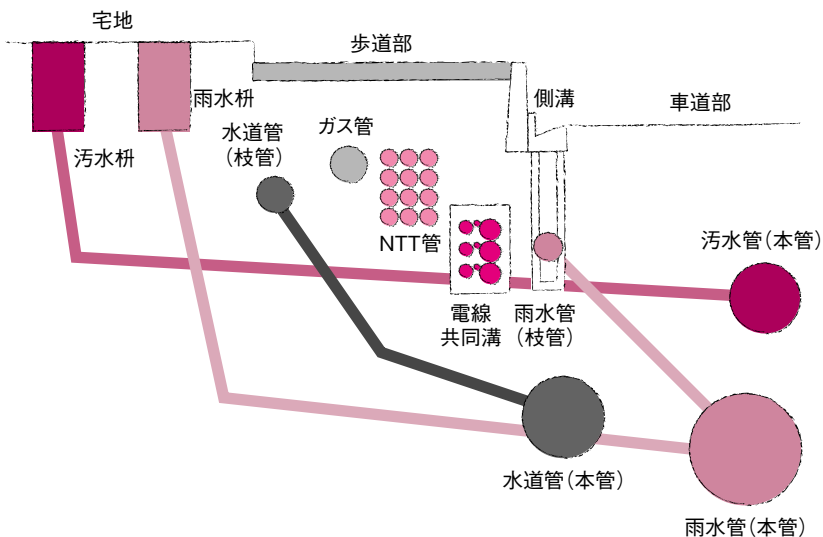 宅地
歩道部
雨水枡
側溝
車道部
ガス管
水道管
（枝管）
汚水枡
NTT管
汚水管（本管）
電線
共同溝
雨水管
（枝管）
水道管（本管）
雨水管（本管）